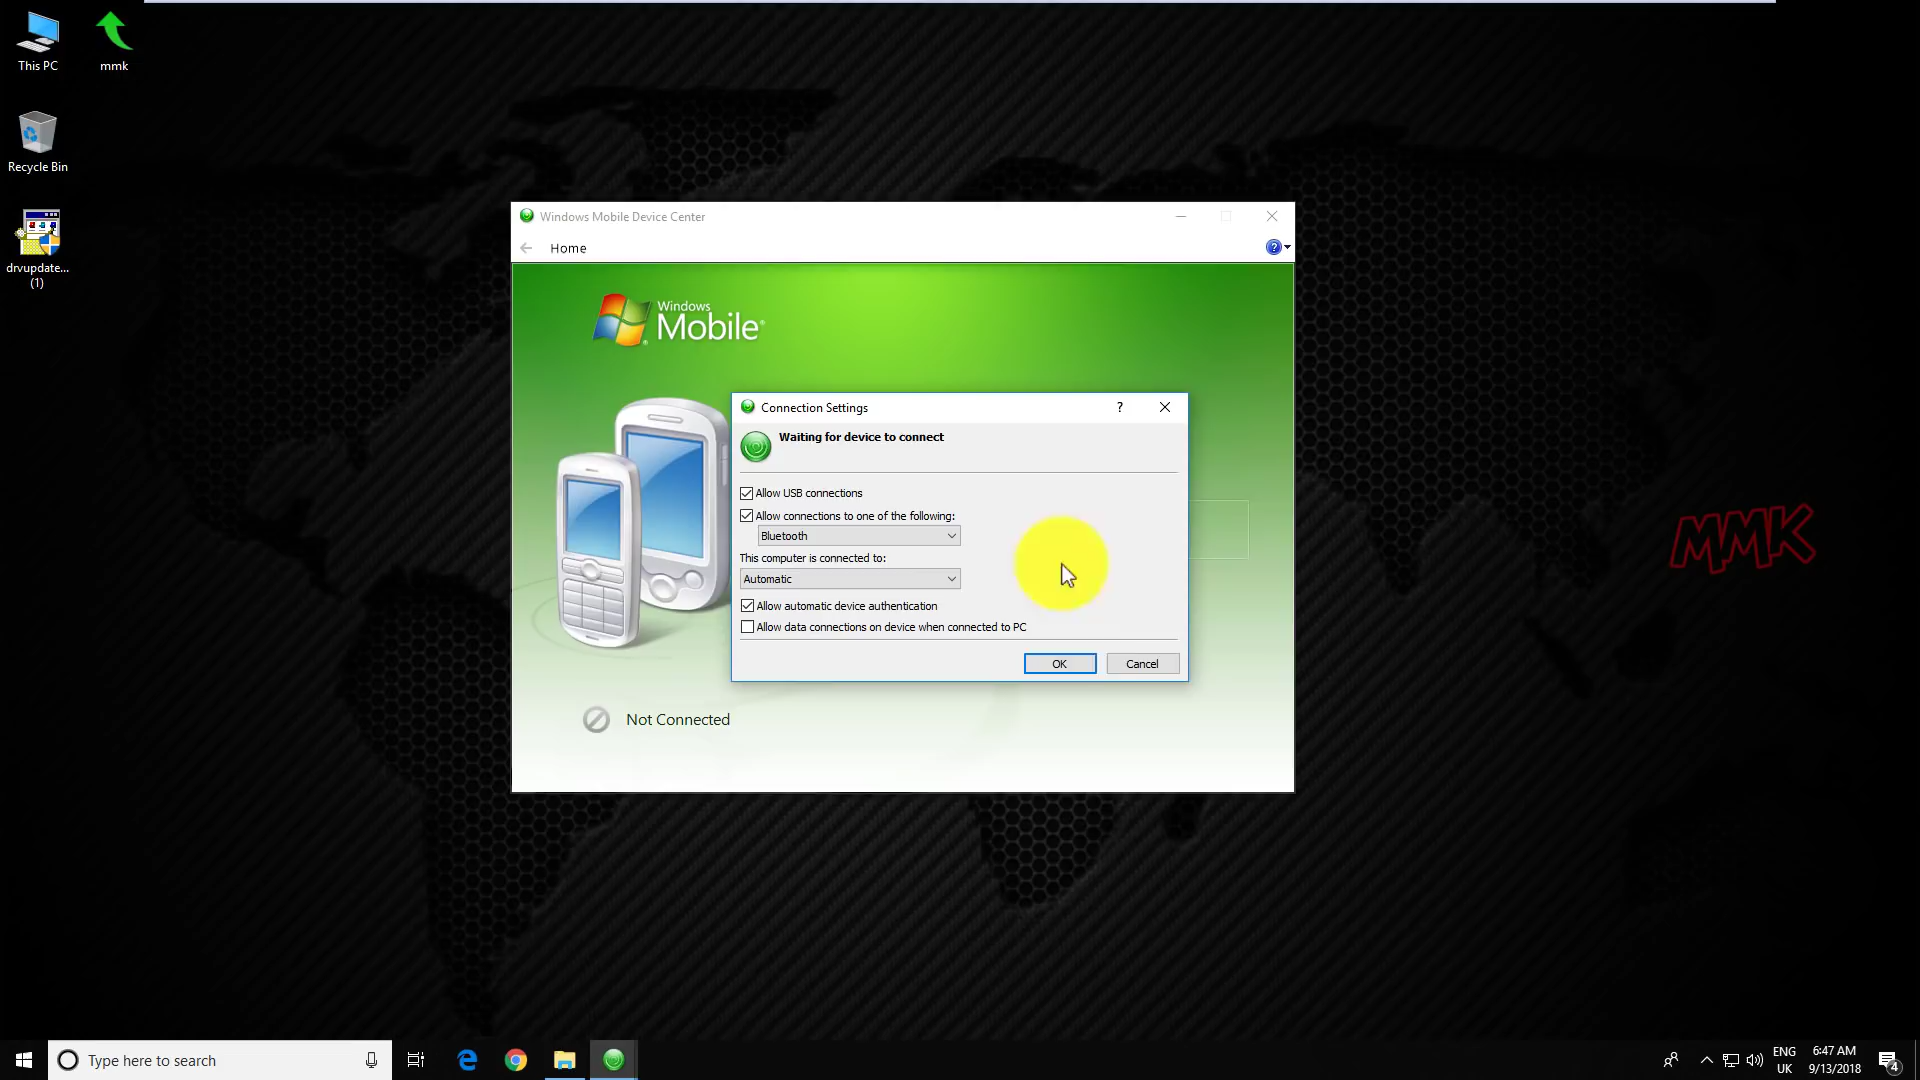 This PC
mmk
Recycle Bin
drvupdate...
(1)
Windows Mobile Device Center
Home
Windows
Mobile®
Connection Settings
?
Waiting for device to connect
Allow USB connections
Allow connections to one of the following:
Bluetooth
This computer is connected to:
Automatic
Allow automatic device authentication
Allow data connections on device when connected to PC
OK
Cancel
Not Connected
MMK
Type here to search
ENG
UK
6:47 AM
9/13/2018
4